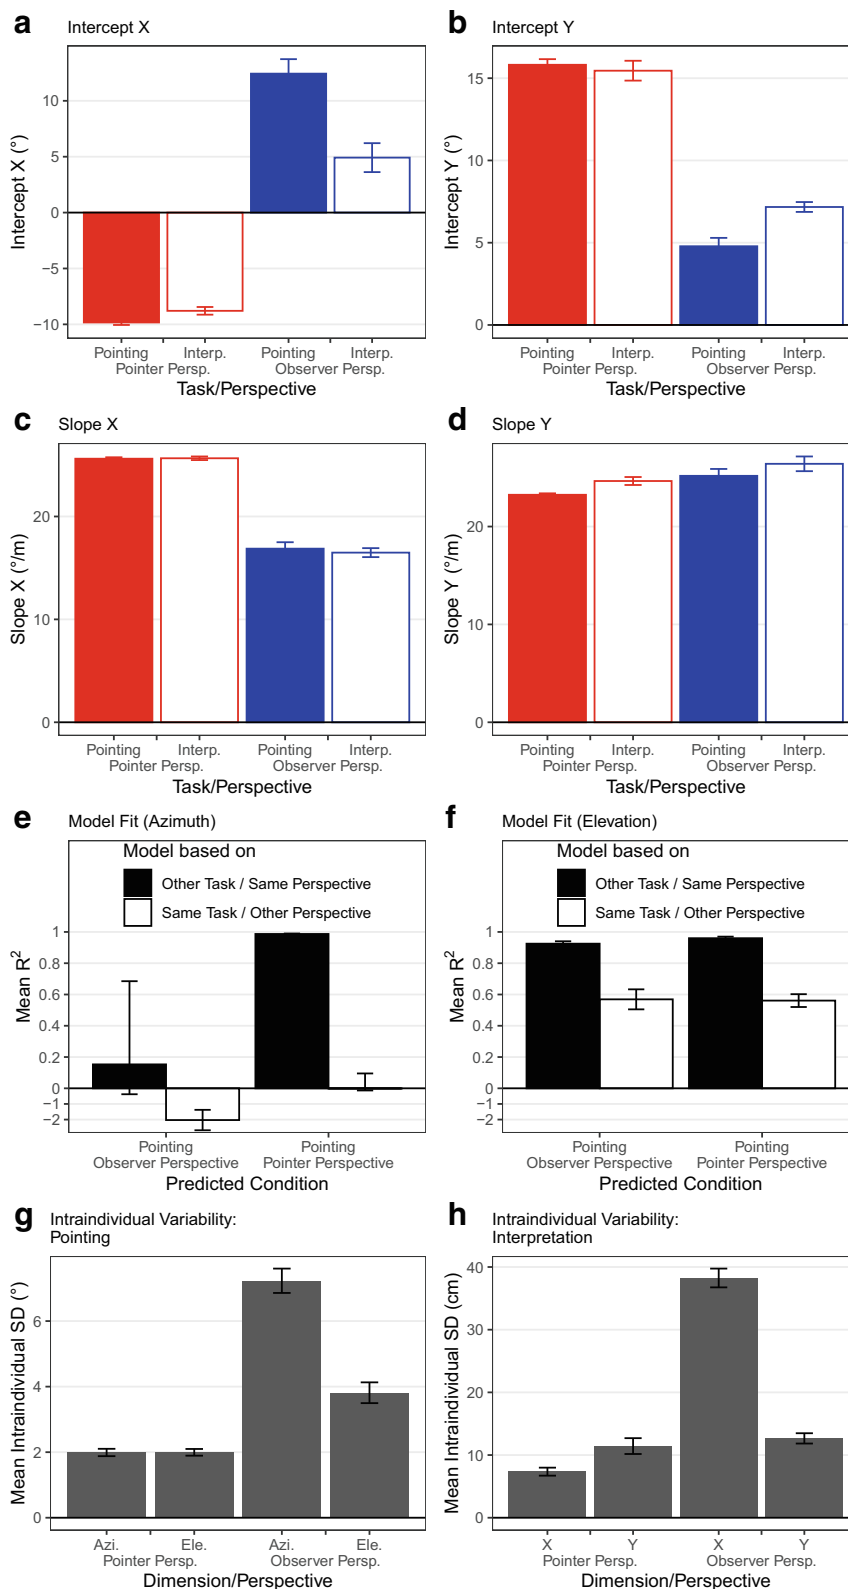 a Intercept X
Intercept X (°)
10
5
0
−5
−10
Pointing Interp. Pointing Interp.
Pointer Persp. Observer Persp.
Task/Perspective
b Intercept Y
Intercept Y (°)
15
10
5
0
Pointing Interp. Pointing Interp.
Pointer Persp. Observer Persp.
Task/Perspective
c Slope X
Slope X (°/m)
20
10
0
Pointing Interp. Pointing Interp.
Pointer Persp. Observer Persp.
Task/Perspective
d Slope Y
Slope Y (°/m)
20
10
0
Pointing Interp. Pointing Interp.
Pointer Persp. Observer Persp.
Task/Perspective
e Model Fit (Azimuth)
Model based on
Other Task / Same Perspective
Same Task / Other Perspective
Mean R²
1
0.8
0.6
0.4
0.2
0
−1
−2
Pointing Pointing
Observer Perspective Pointer Perspective
Predicted Condition
f Model Fit (Elevation)
Model based on
Other Task / Same Perspective
Same Task / Other Perspective
Mean R²
1
0.8
0.6
0.4
0.2
0
−1
−2
Pointing Pointing
Observer Perspective Pointer Perspective
Predicted Condition
g Intraindividual Variability:
Pointing
Mean Intraindividual SD (°)
6
4
2
0
Azi. Ele. Azi. Ele.
Pointer Persp. Observer Persp.
Dimension/Perspective
h Intraindividual Variability:
Interpretation
Mean Intraindividual SD (cm)
40
30
20
10
0
X Y X Y
Pointer Persp. Observer Persp.
Dimension/Perspective